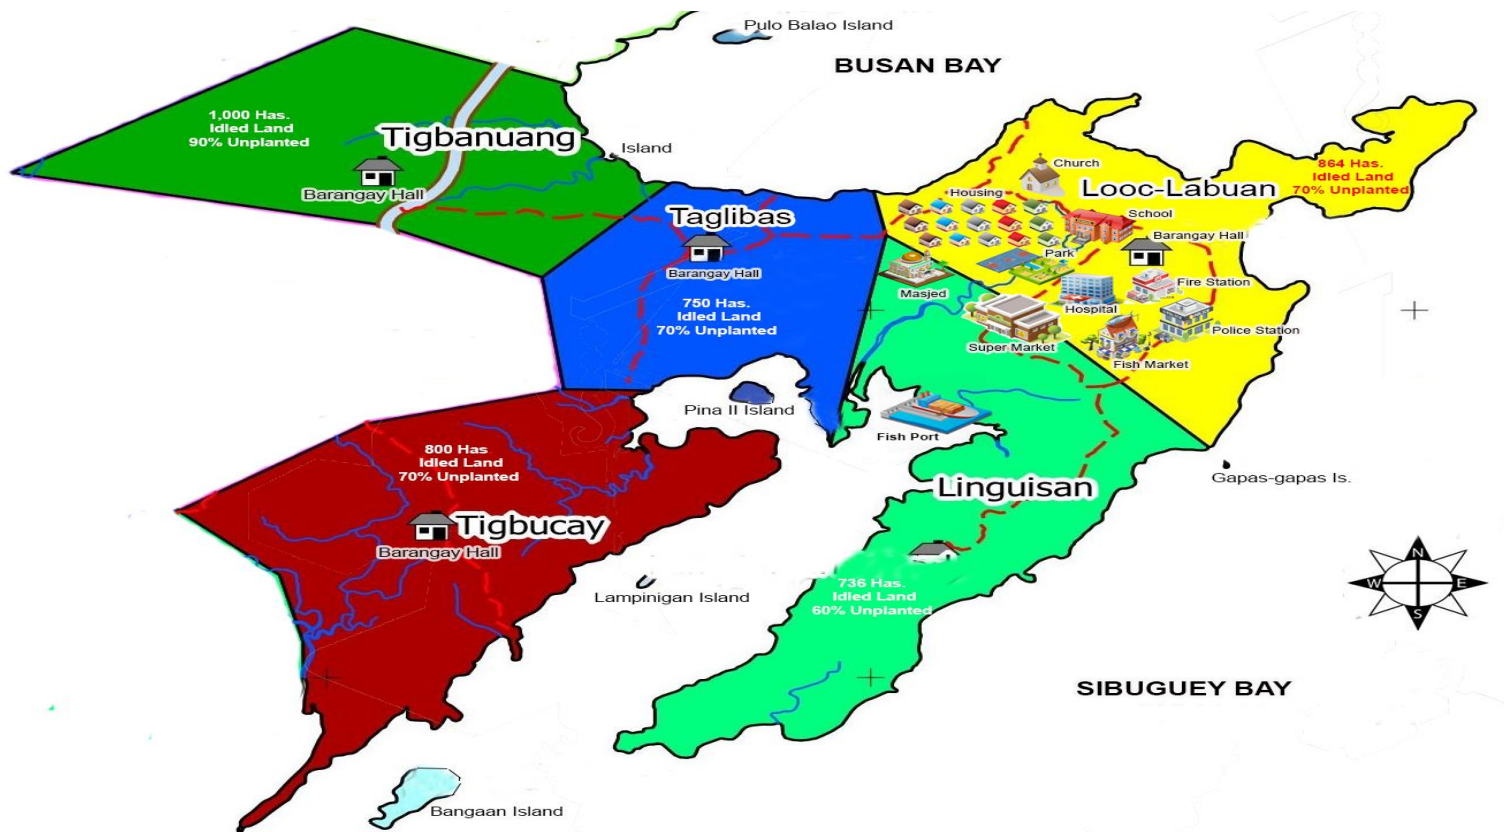 Pulo Balao Island
BUSAN BAY
1,000 Has.
Idled Land
90% Unplanted
Tigbanuang
Barangay Hall
Island
Taglibas
Barangay Hall
750 Has.
Idled Land
70% Unplanted
864 Has.
Idled Land
70% Unplanted
Church
Looc-Labuan
Housing
School
Barangay Hall
Park
Masjed
Hospital
Fire Station
Super Market
Police Station
Fish Market
Pina II Island
Fish Port
800 Has
Idled Land
70% Unplanted
Tigbucay
Barangay Hall
Linguisan
Gapas-gapas Is.
736 Has.
Idled Land
60% Unplanted
Lampinigan Island
N
W
E
S
SIBUGUEY BAY
Bangaan Island